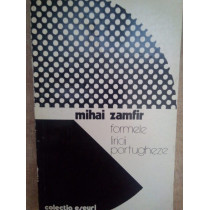 mihai zamfir
formele
liricii
portugheze
colecția eseuri